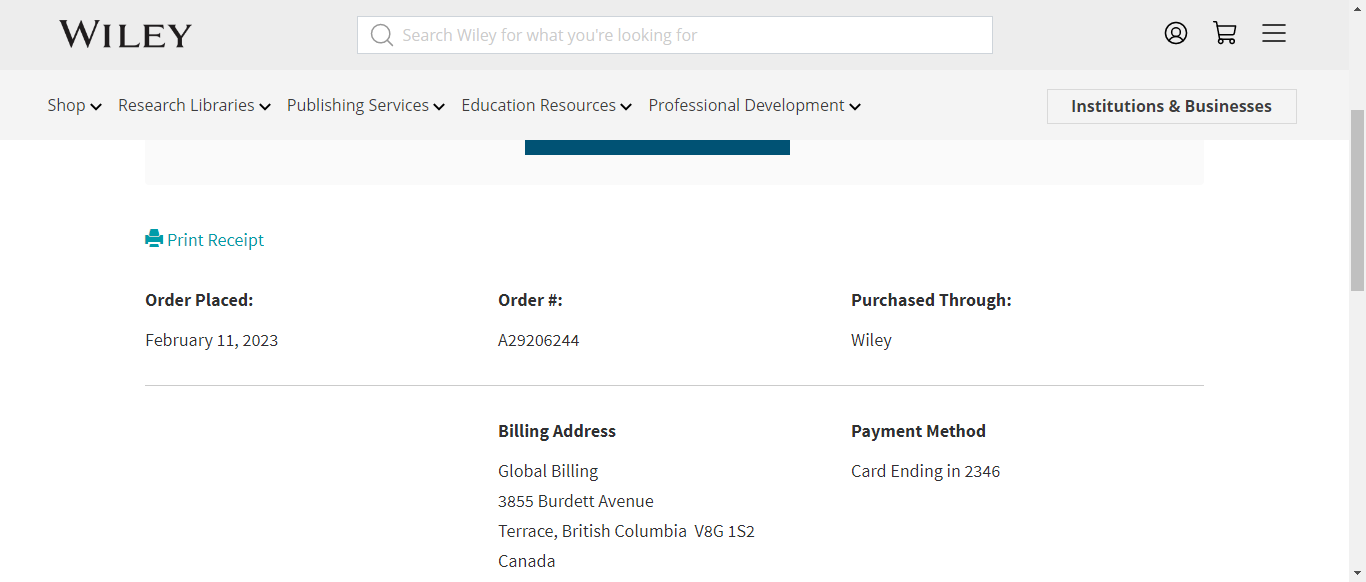 WILEY
Search Wiley for what you're looking for
Shop Research Libraries Publishing Services Education Resources Professional Development
Institutions & Businesses
Print Receipt
Order Placed: Order #: Purchased Through:
February 11, 2023 A29206244 Wiley
Billing Address Payment Method
Global Billing Card Ending in 2346
3855 Burdett Avenue
Terrace, British Columbia V8G 1S2
Canada